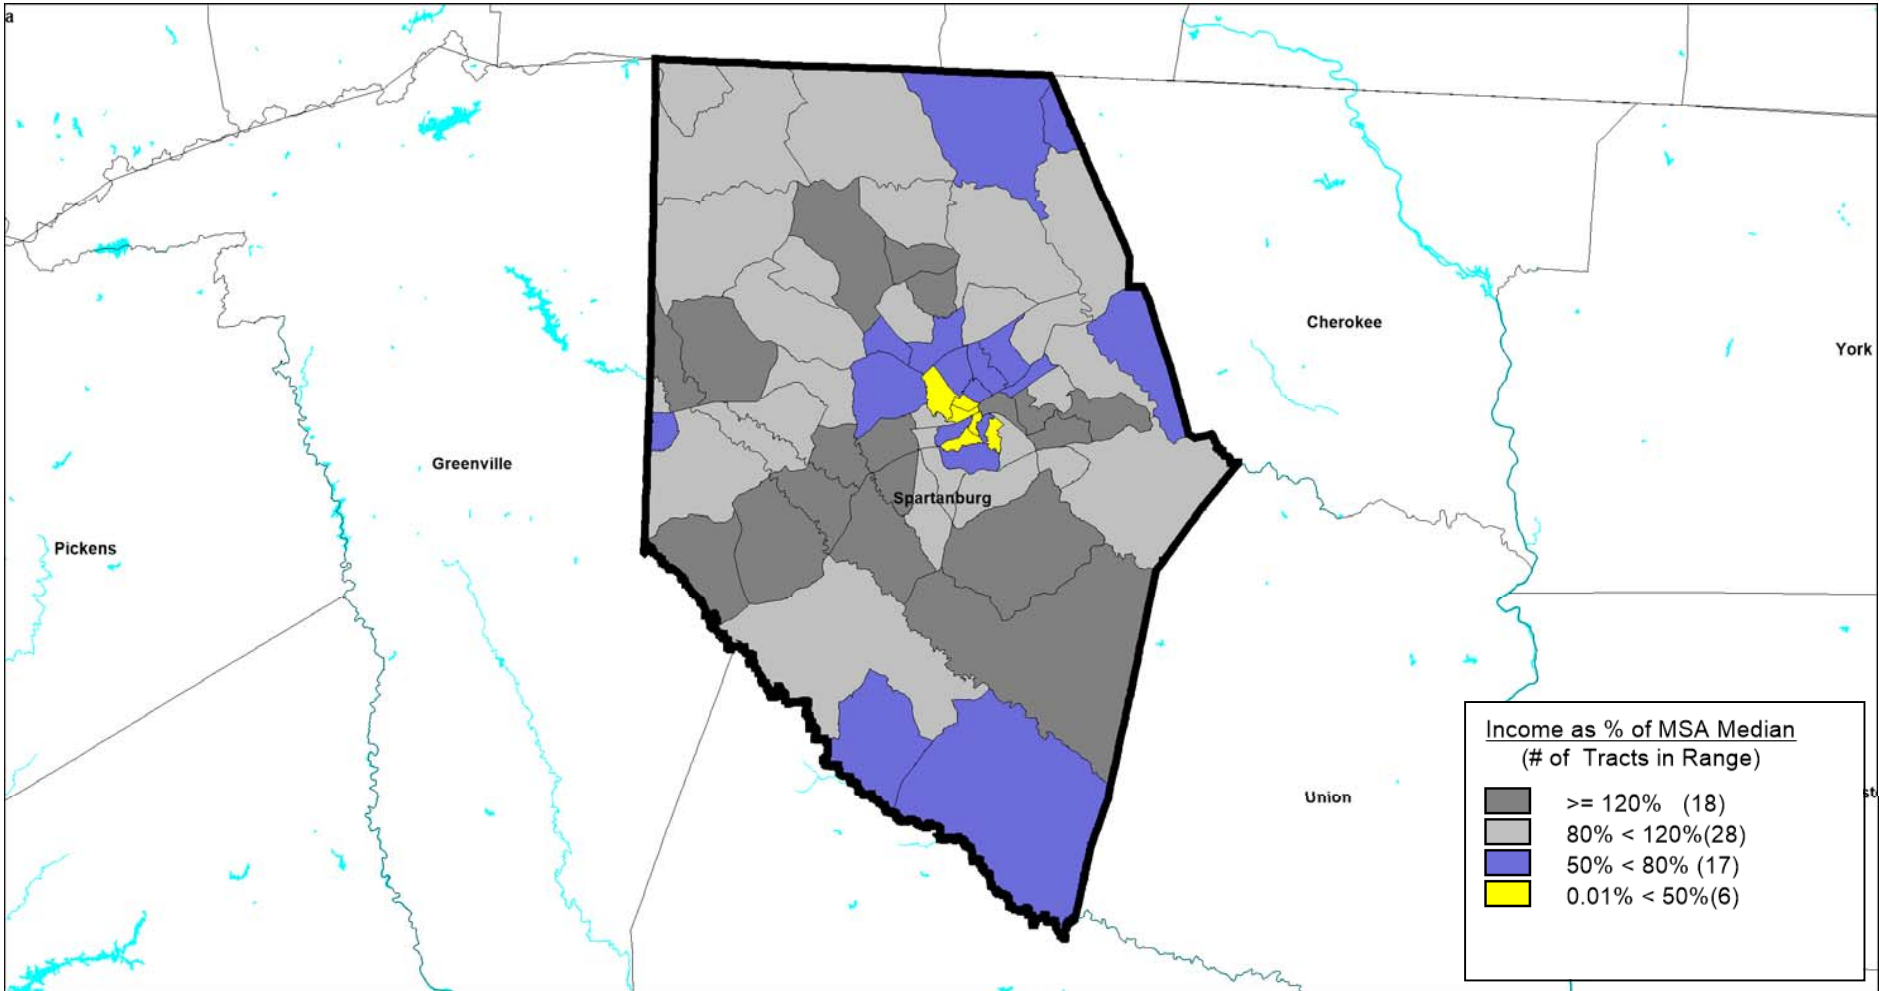 a
Cherokee
York
Greenville
Spartanburg
Pickens
Union
st
Income as % of MSA Median
(# of Tracts in Range)
>= 120% (18)
80% < 120%(28)
50% < 80% (17)
0.01% < 50%(6)